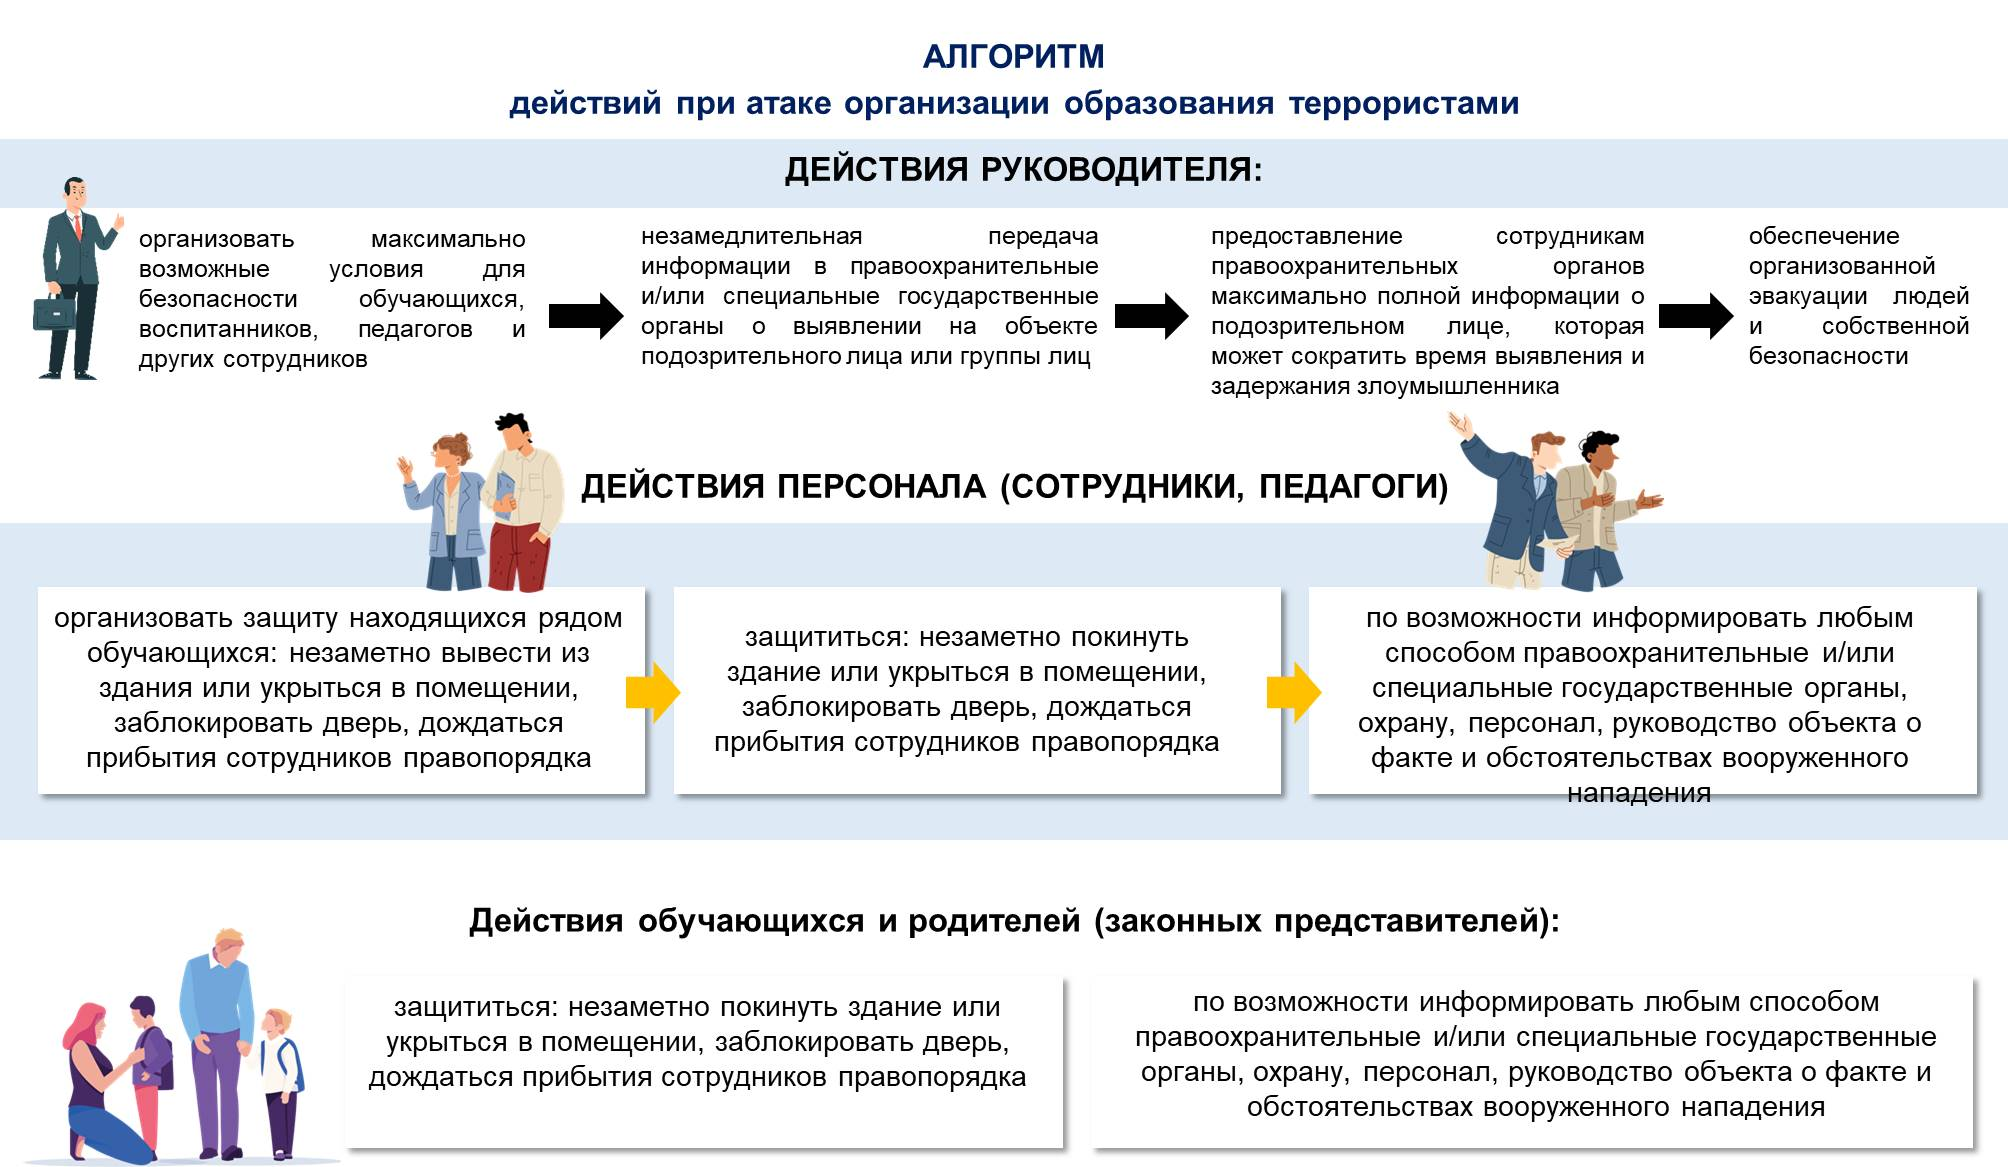 АЛГОРИТМ
действий при атаке организации образования террористами
ДЕЙСТВИЯ РУКОВОДИТЕЛЯ:
организовать максимально
возможные условия для
безопасности обучающихся,
воспитанников, педагогов и
других сотрудников
незамедлительная передача
информации в правоохранительные
и/или специальные государственные
органы о выявлении на объекте
подозрительного лица или группы лиц
предоставление сотрудникам
правоохранительных органов
максимально полной информации о
подозрительном лице, которая
может сократить время выявления и
задержания злоумышленника
обеспечение
организованной
эвакуации людей
и собственной
безопасности
ДЕЙСТВИЯ ПЕРСОНАЛА (СОТРУДНИКИ, ПЕДАГОГИ)
организовать защиту находящихся рядом
обучающихся: незаметно вывести из
здания или укрыться в помещении,
заблокировать дверь, дождаться
прибытия сотрудников правопорядка
защититься: незаметно покинуть
здание или укрыться в помещении,
заблокировать дверь, дождаться
прибытия сотрудников правопорядка
по возможности информировать любым
способом правоохранительные и/или
специальные государственные органы,
охрану, персонал, руководство объекта о
факте и обстоятельствах вооруженного
нападения
Действия обучающихся и родителей (законных представителей):
защититься: незаметно покинуть здание или
укрыться в помещении, заблокировать дверь,
дождаться прибытия сотрудников правопорядка
по возможности информировать любым способом
правоохранительные и/или специальные государственные
органы, охрану, персонал, руководство объекта о факте и
обстоятельствах вооруженного нападения